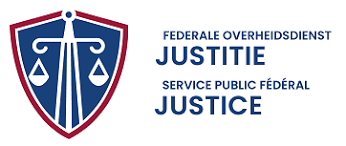 FEDERALE OVERHEIDSDIENST
JUSTITIE
SERVICE PUBLIC FÉDÉRAL
JUSTICE